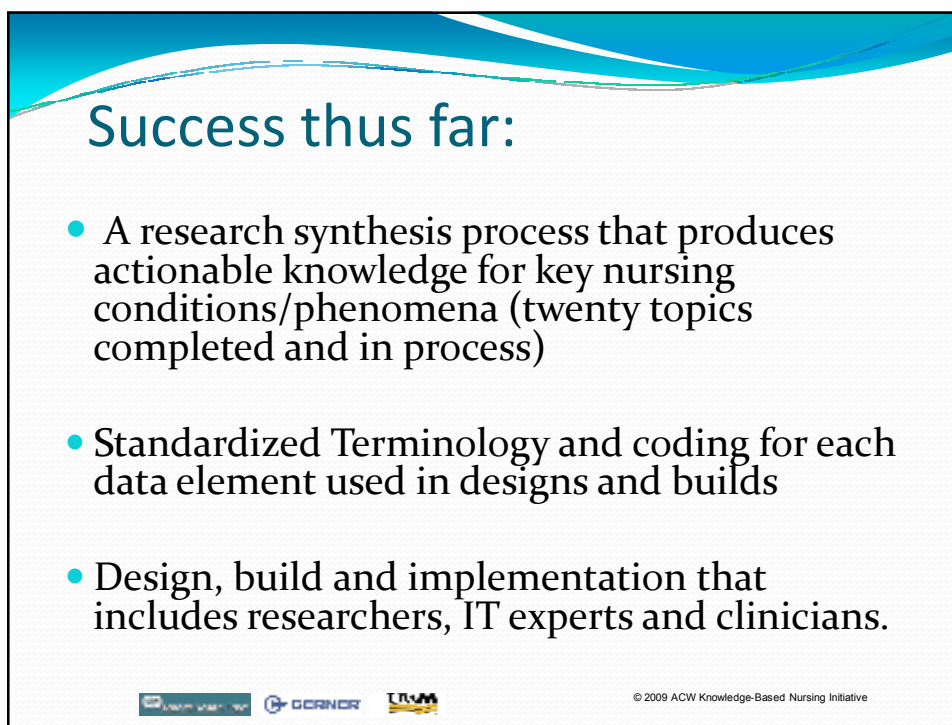 Success thus far:
A research synthesis process that produces
actionable knowledge for key nursing
conditions/phenomena (twenty topics
completed and in process)
Standardized Terminology and coding for each
data element used in designs and builds
Design, build and implementation that
includes researchers, IT experts and clinicians.
CERNER
© 2009 ACW Knowledge-Based Nursing Initiative